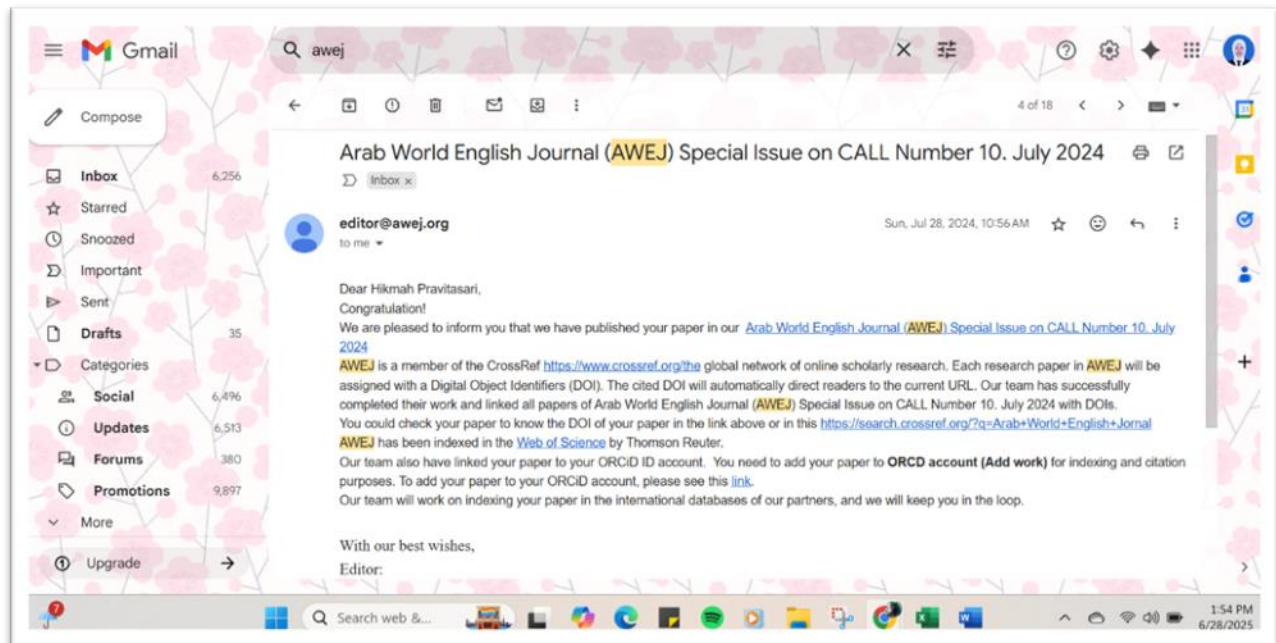 Gmail
awej
Compose
4 of 18
Arab World English Journal (AWEJ) Special Issue on CALL Number 10. July 2024
Inbox x
Inbox 6,256
Starred
Snoozed
Important
Sent
Drafts 35
Categories
Social 6,496
Updates 6,513
Forums 380
Promotions 9,897
More
Upgrade
editor@awej.org
Sun, Jul 28, 2024, 10:56 AM
to me
Dear Hikmah Pravitasari,
Congratulation!
We are pleased to inform you that we have published your paper in our Arab World English Journal (AWEJ) Special Issue on CALL Number 10. July
2024
AWEJ is a member of the CrossRef https://www.crossref.org/the global network of online scholarly research. Each research paper in AWEJ will be
assigned with a Digital Object Identifiers (DOI). The cited DOI will automatically direct readers to the current URL. Our team has successfully
completed their work and linked all papers of Arab World English Journal (AWEJ) Special Issue on CALL Number 10. July 2024 with DOIs.
You could check your paper to know the DOI of your paper in the link above or in this https://search.crossref.org/?q=Arab+World+English+Jornal
AWEJ has been indexed in the Web of Science by Thomson Reuter.
Our team also have linked your paper to your ORCiD ID account. You need to add your paper to ORCD account (Add work) for indexing and citation
purposes. To add your paper to your ORCiD account, please see this link.
Our team will work on indexing your paper in the international databases of our partners, and we will keep you in the loop.
With our best wishes,
Editor:
7
Search web &...
1:54 PM
6/28/2025